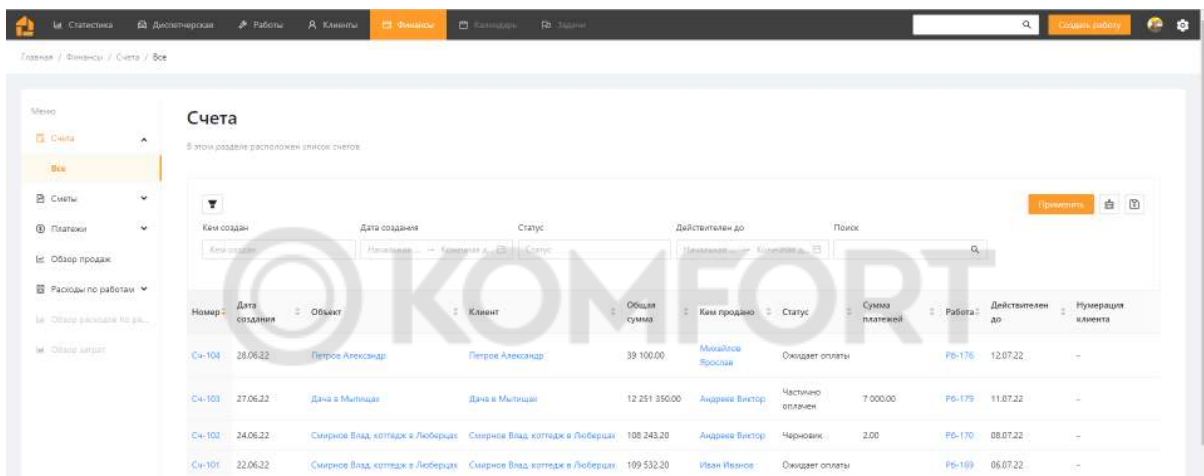 Статистика Диспетчерская Работы Клиенты Финансы Календарь Задачи Создать работу
Главная / Финансы / Счета / Все
Меню
Счета
Все
Сметы
Платежи
Обзор продаж
Расходы по работам
Обзор расходов по ра...
Обзор затрат
Счета
В этом разделе расположен список счетов
Применить
Кем создан Дата создания Статус Действителен до Поиск
Кем создан Начальная ... → Конечная д... Статус Начальная ... → Конечная д...
KOMFORT
Номер Дата создания Объект Клиент Общая сумма Кем продано Статус Сумма платежей Работа Действителен до Нумерация клиента
Сч-104 28.06.22 Петров Александр Петров Александр 39 100.00 Михайлов Ярослав Ожидает оплаты Рб-176 12.07.22 –
Сч-103 27.06.22 Дача в Мытищах Дача в Мытищах 12 251 350.00 Андреев Виктор Частично оплачен 7 000.00 Рб-179 11.07.22 –
Сч-102 24.06.22 Смирнов Влад, коттедж в Люберцах Смирнов Влад, коттедж в Люберцах 108 243.20 Андреев Виктор Черновик 2.00 Рб-170 08.07.22 –
Сч-101 22.06.22 Смирнов Влад, коттедж в Люберцах Смирнов Влад, коттедж в Люберцах 109 532.20 Иван Иванов Ожидает оплаты Рб-169 06.07.22 –